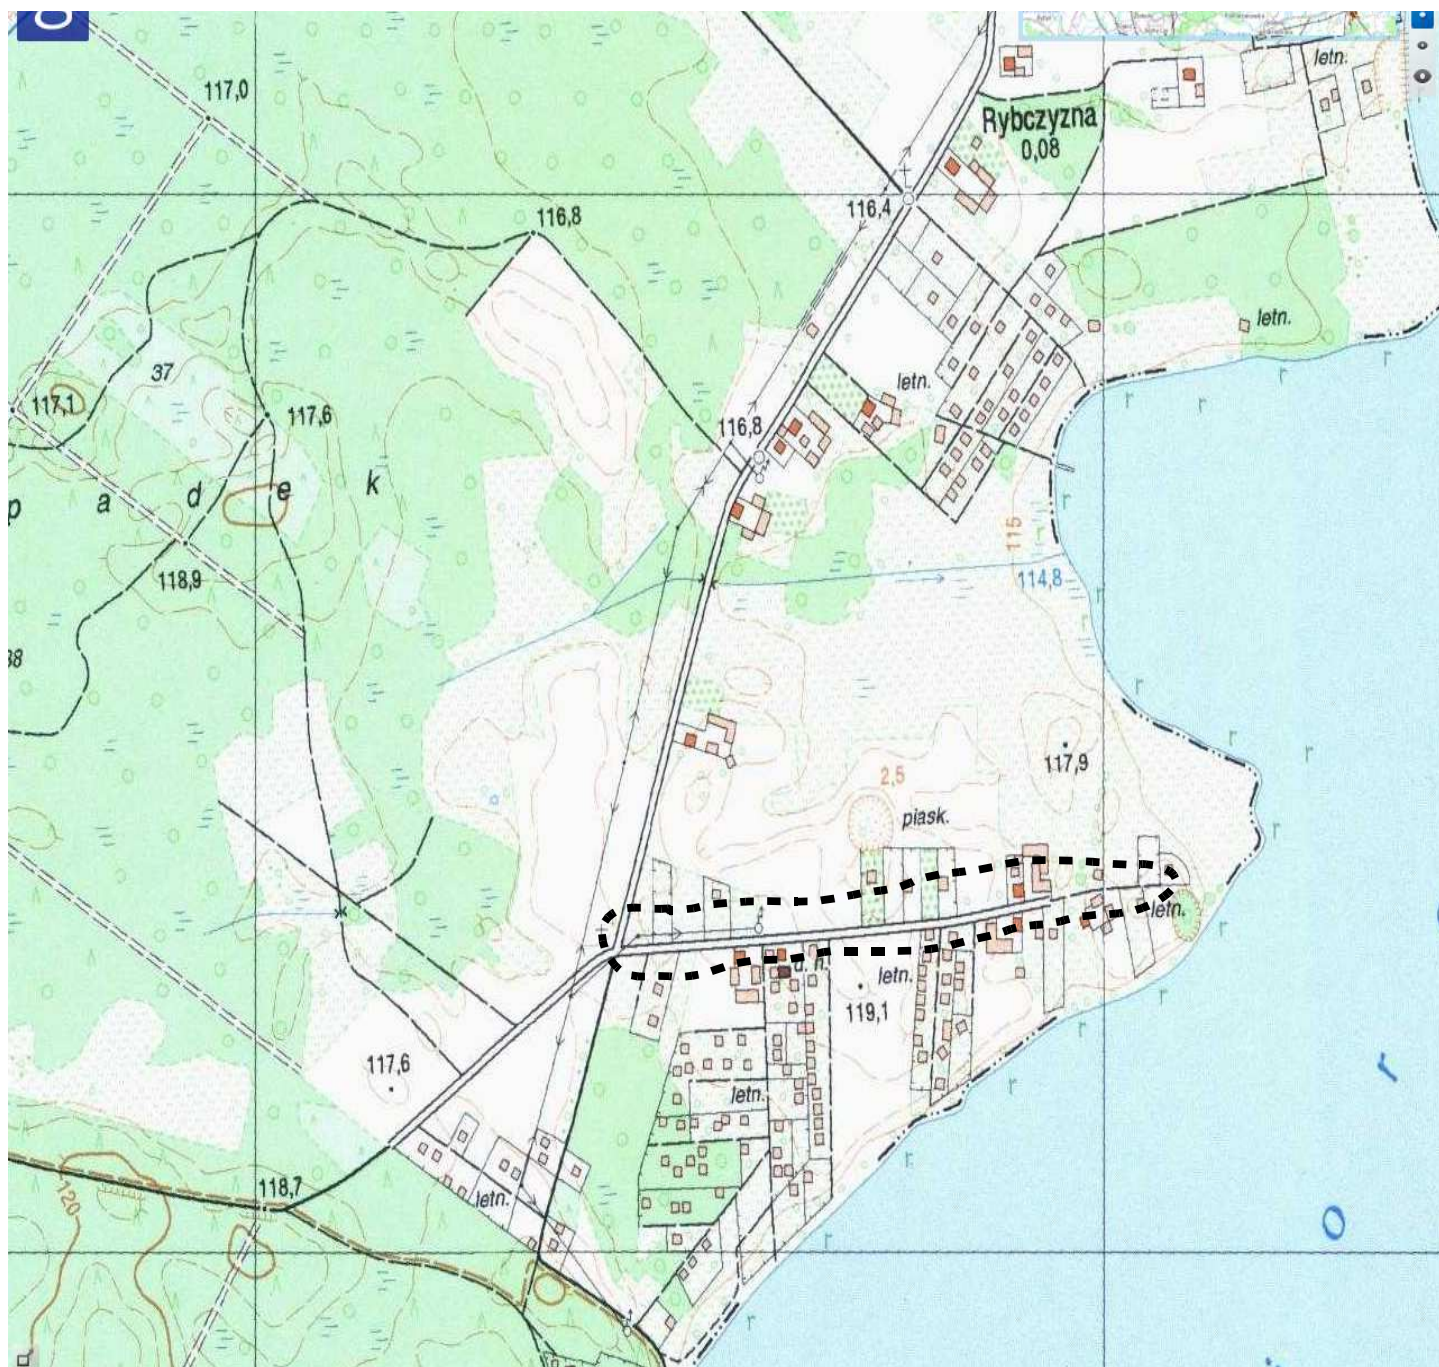 letn.
117,0
Rybczyzna
0,08
116,4
116,8
letn.
37
letn.
117,1
117,6
116,8
p a d e k
115
118,9
114,8
117,9
2,5
piask.
letn.
d. h.
letn.
119,1
117,6
letn.
120
118,7
letn.
r
o